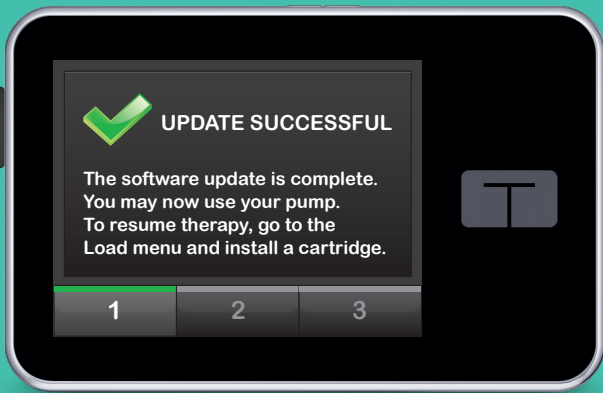 UPDATE SUCCESSFUL
The software update is complete.
You may now use your pump.
To resume therapy, go to the
Load menu and install a cartridge.
1 2 3